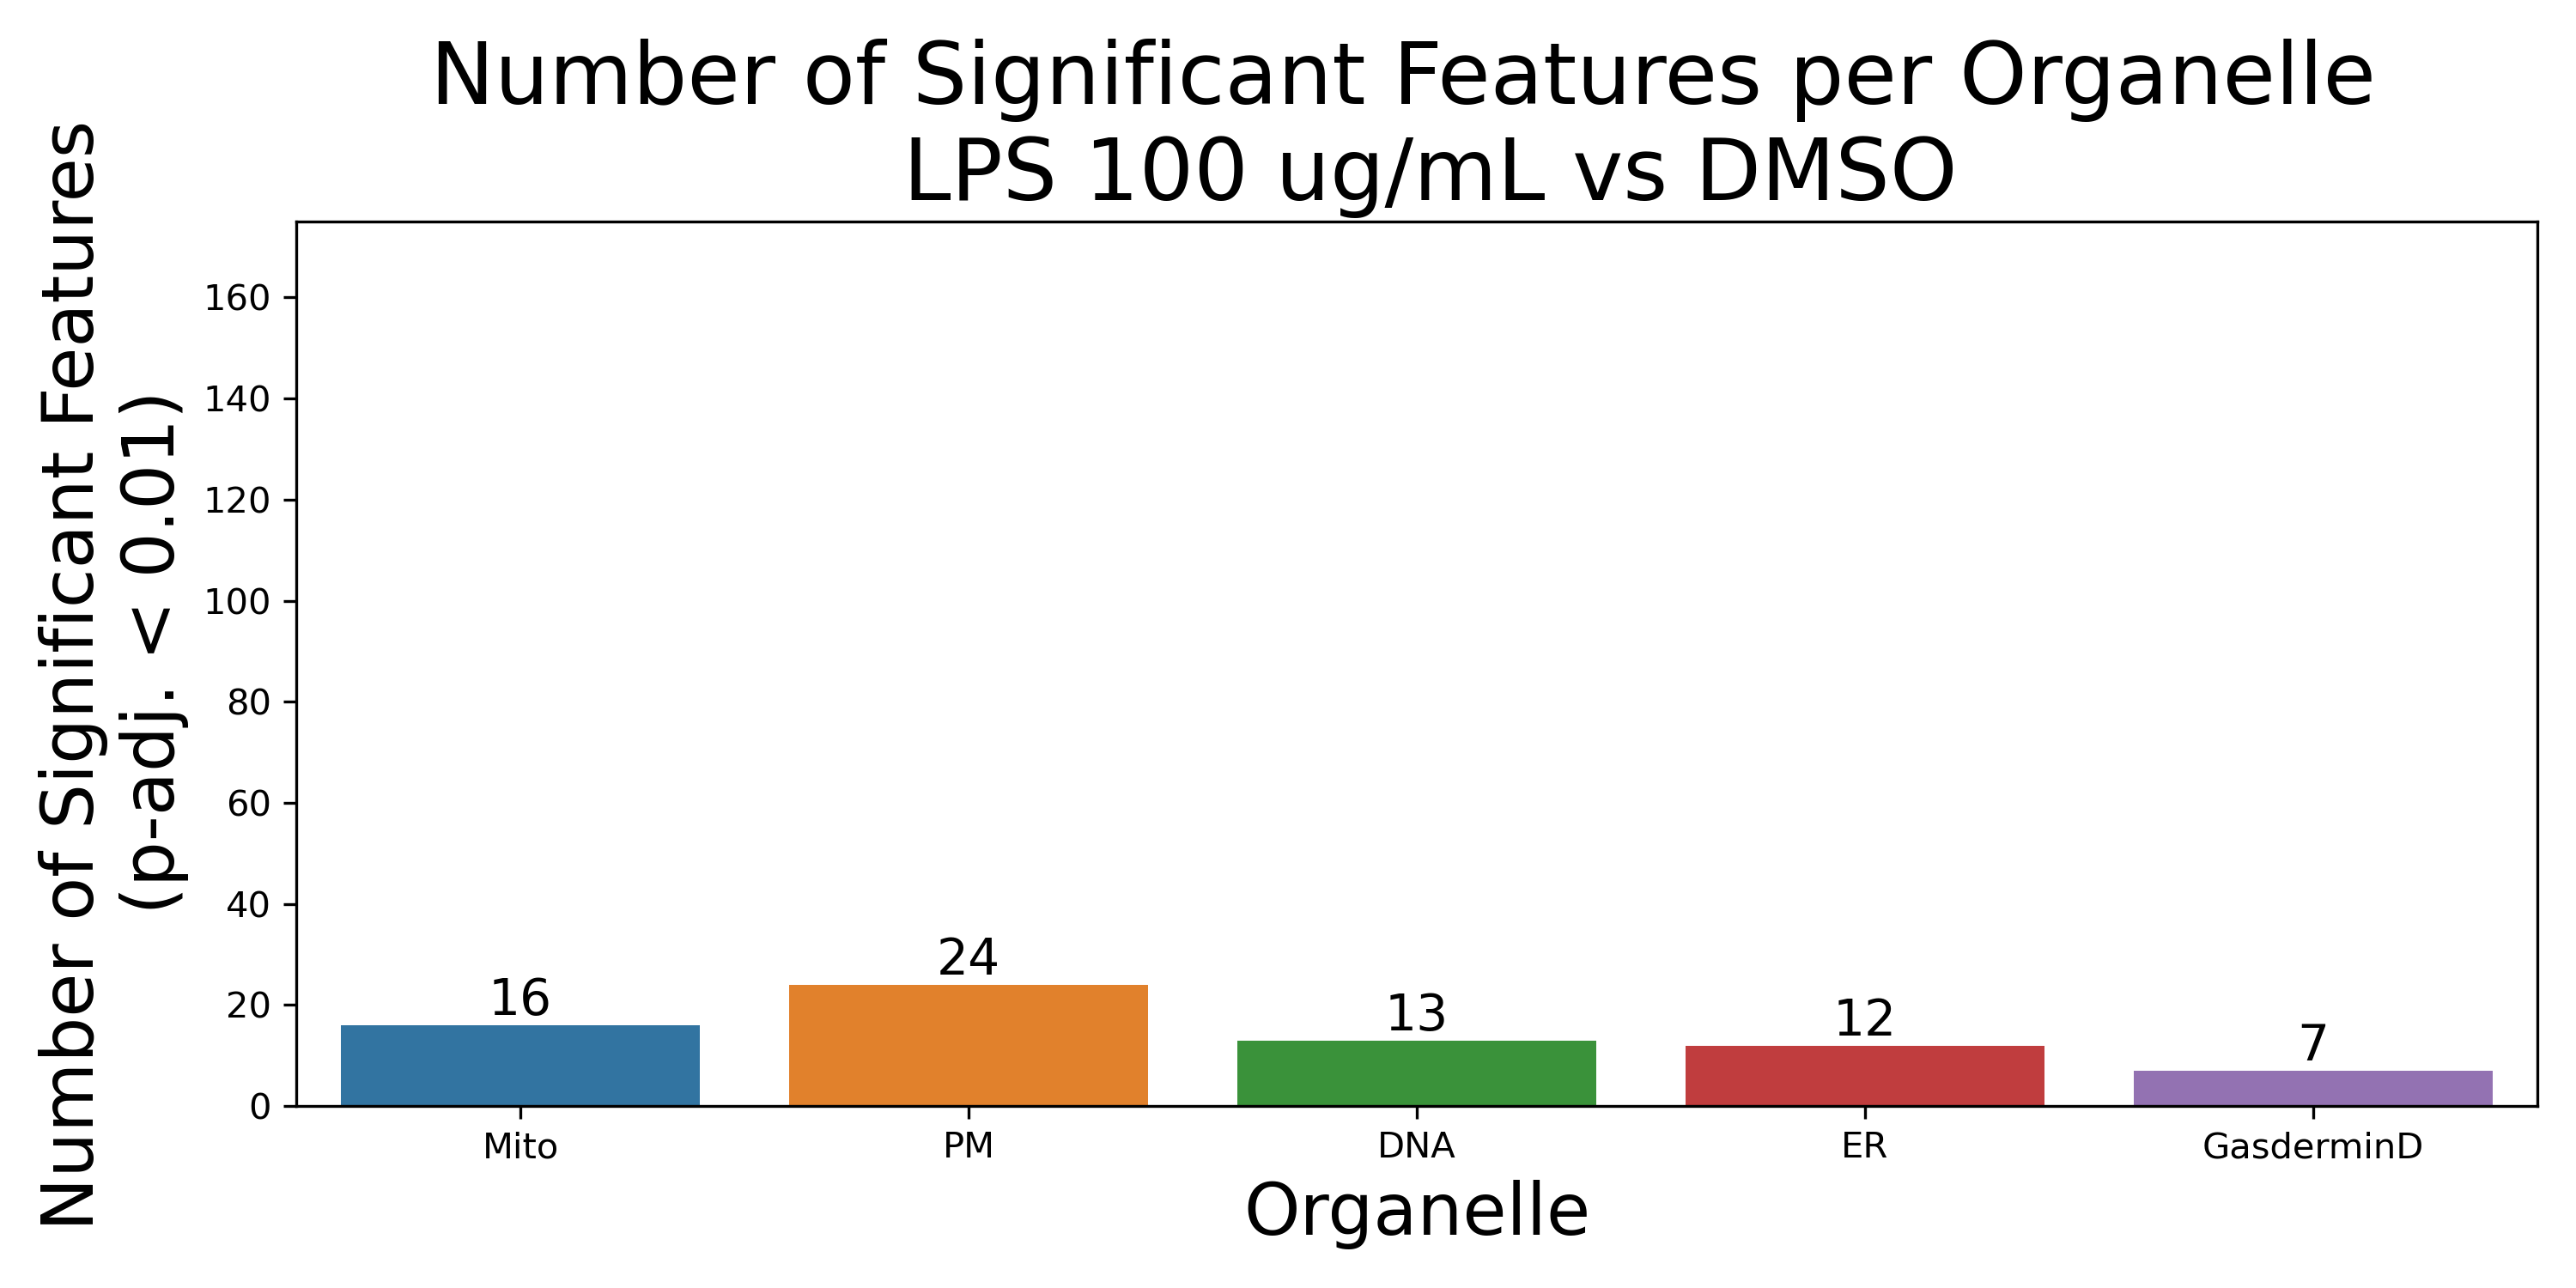 Number of Significant Features per Organelle
LPS 100 ug/mL vs DMSO
Number of Significant Features
(p-adj. < 0.01)
160
140
120
100
80
60
40
20
0
16
24
13
12
7
Mito
PM
DNA
ER
GasderminD
Organelle